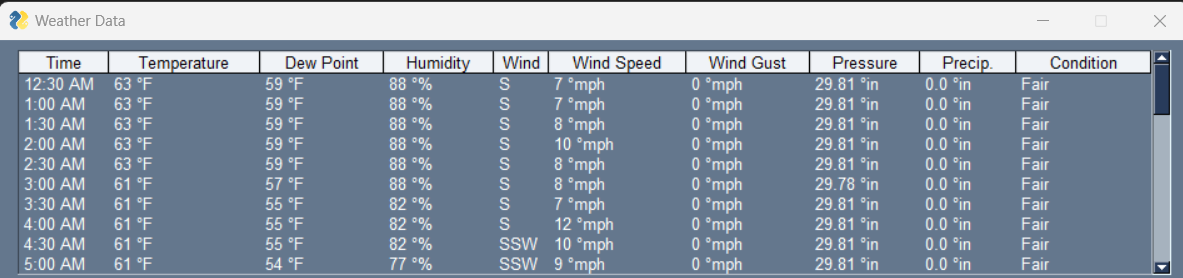 Weather Data
Time Temperature Dew Point Humidity Wind Wind Speed Wind Gust Pressure Precip. Condition
12:30 AM 63 °F 59 °F 88 °% S 7 °mph 0 °mph 29.81 °in 0.0 °in Fair
1:00 AM 63 °F 59 °F 88 °% S 7 °mph 0 °mph 29.81 °in 0.0 °in Fair
1:30 AM 63 °F 59 °F 88 °% S 8 °mph 0 °mph 29.81 °in 0.0 °in Fair
2:00 AM 63 °F 59 °F 88 °% S 10 °mph 0 °mph 29.81 °in 0.0 °in Fair
2:30 AM 63 °F 59 °F 88 °% S 8 °mph 0 °mph 29.81 °in 0.0 °in Fair
3:00 AM 61 °F 57 °F 88 °% S 8 °mph 0 °mph 29.78 °in 0.0 °in Fair
3:30 AM 61 °F 55 °F 82 °% S 7 °mph 0 °mph 29.81 °in 0.0 °in Fair
4:00 AM 61 °F 55 °F 82 °% S 12 °mph 0 °mph 29.81 °in 0.0 °in Fair
4:30 AM 61 °F 55 °F 82 °% SSW 10 °mph 0 °mph 29.81 °in 0.0 °in Fair
5:00 AM 61 °F 54 °F 77 °% SSW 9 °mph 0 °mph 29.81 °in 0.0 °in Fair